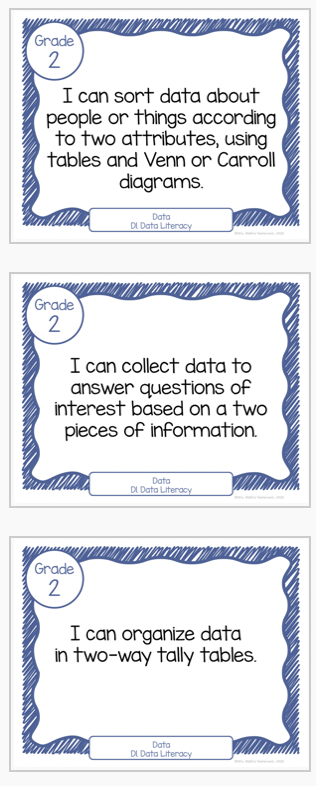 Grade
2
I can sort data about
people or things according
to two attributes, using
tables and Venn or Carroll
diagrams.
Data
D1 Data Literacy
Grade
2
I can collect data to
answer questions of
interest based on a two
pieces of information.
Data
D1 Data Literacy
Grade
2
I can organize data
in two-way tally tables.
Data
D1 Data Literacy